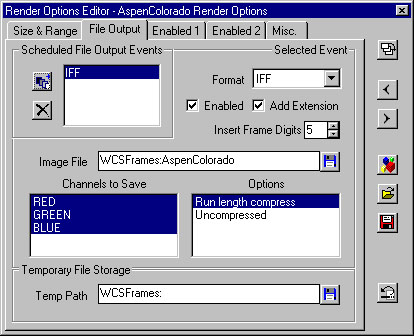 Render Options Editor - AspenColorado Render Options
Size & Range File Output Enabled 1 Enabled 2 Misc.
Scheduled File Output Events
Selected Event
IFF
Format IFF
Enabled Add Extension
Insert Frame Digits 5
Image File WCSFrames:AspenColorado
Channels to Save
Options
RED
GREEN
BLUE
Run length compress
Uncompressed
Temporary File Storage
Temp Path WCSFrames: